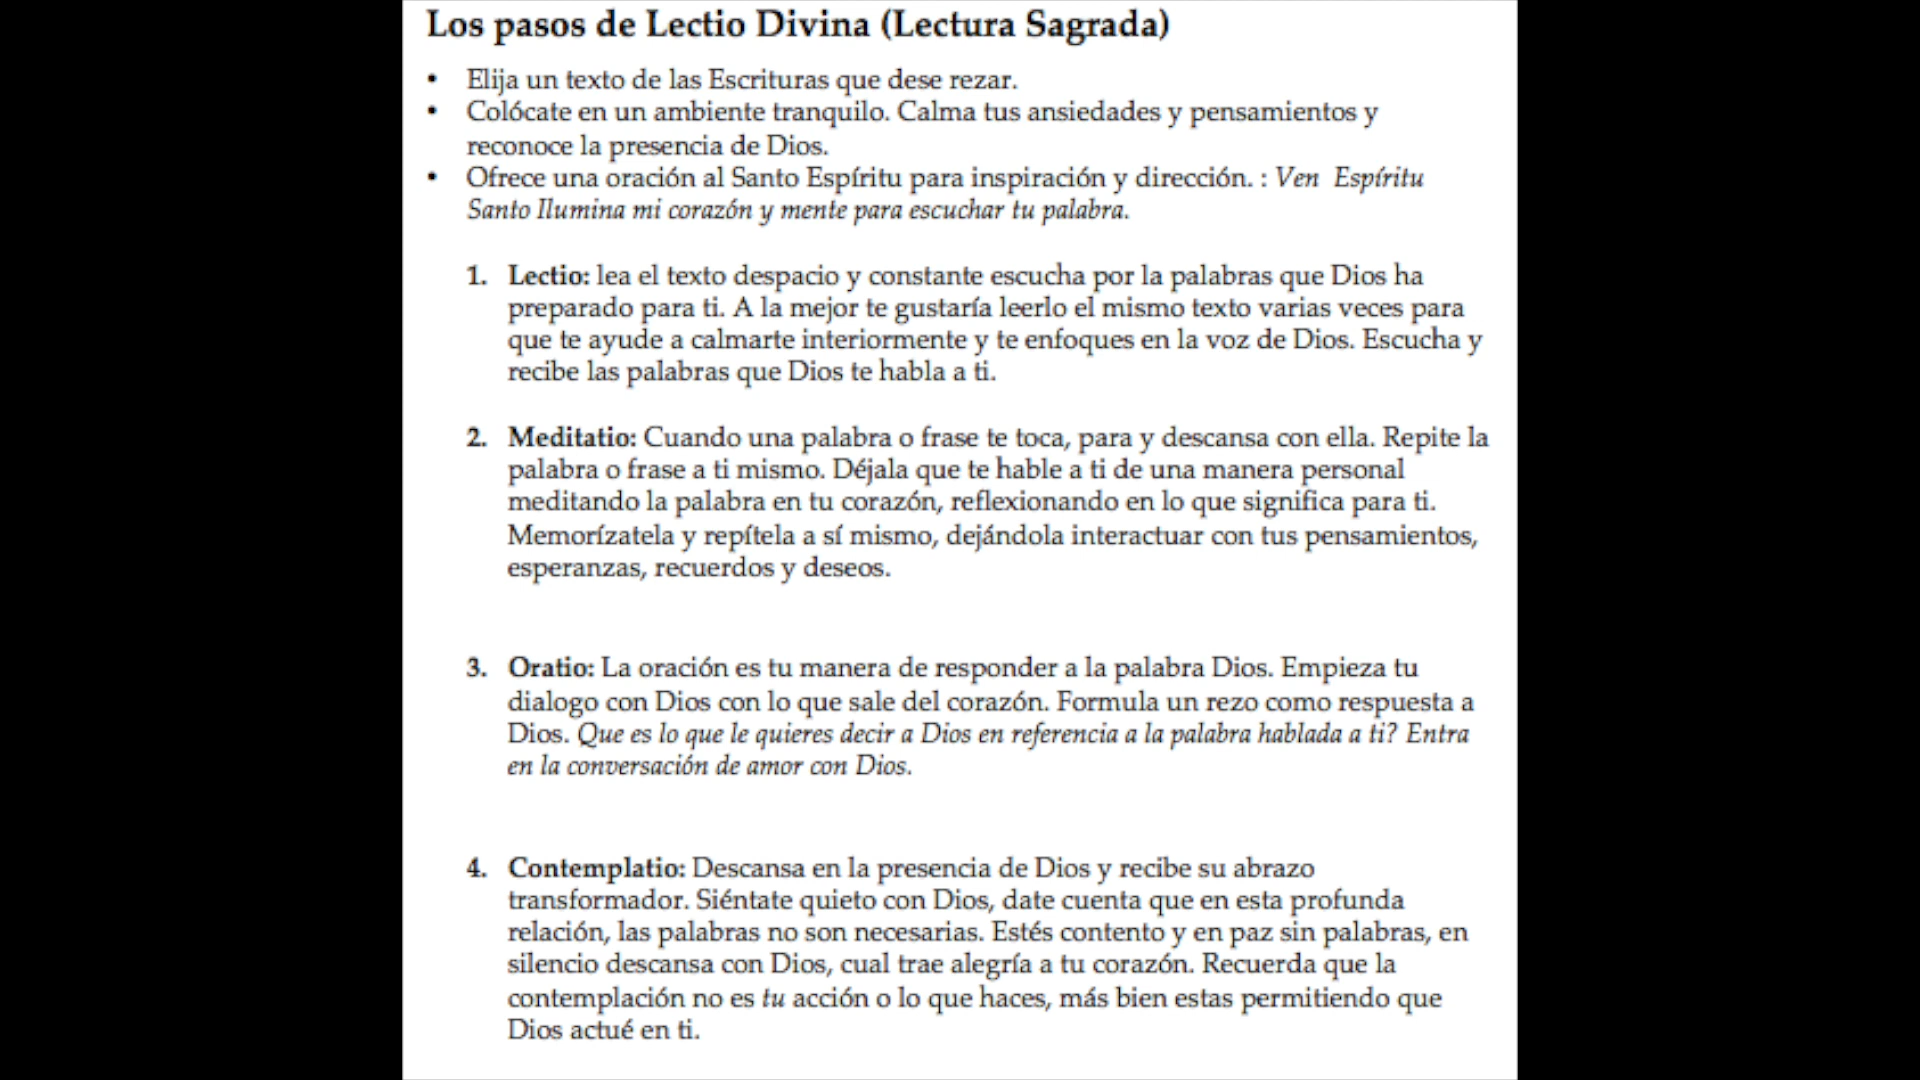 Los pasos de Lectio Divina (Lectura Sagrada)
• Elija un texto de las Escrituras que dese rezar.
• Colócate en un ambiente tranquilo. Calma tus ansiedades y pensamientos y
reconoce la presencia de Dios.
• Ofrece una oración al Santo Espíritu para inspiración y dirección. : Ven Espíritu
Santo Ilumina mi corazón y mente para escuchar tu palabra.
1. Lectio: lea el texto despacio y constante escucha por la palabras que Dios ha
preparado para ti. A la mejor te gustaría leerlo el mismo texto varias veces para
que te ayude a calmarte interiormente y te enfoques en la voz de Dios. Escucha y
recibe las palabras que Dios te habla a ti.
2. Meditatio: Cuando una palabra o frase te toca, para y descansa con ella. Repite la
palabra o frase a ti mismo. Déjala que te hable a ti de una manera personal
meditando la palabra en tu corazón, reflexionando en lo que significa para ti.
Memorízatela y repítela a sí mismo, dejándola interactuar con tus pensamientos,
esperanzas, recuerdos y deseos.
3. Oratio: La oración es tu manera de responder a la palabra Dios. Empieza tu
dialogo con Dios con lo que sale del corazón. Formula un rezo como respuesta a
Dios. Que es lo que le quieres decir a Dios en referencia a la palabra hablada a ti? Entra
en la conversación de amor con Dios.
4. Contemplatio: Descansa en la presencia de Dios y recibe su abrazo
transformador. Siéntate quieto con Dios, date cuenta que en esta profunda
relación, las palabras no son necesarias. Estés contento y en paz sin palabras, en
silencio descansa con Dios, cual trae alegría a tu corazón. Recuerda que la
contemplación no es tu acción o lo que haces, más bien estas permitiendo que
Dios actué en ti.